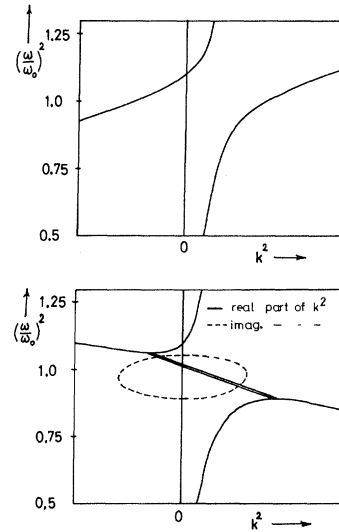 1.25
(ω/ω₀)²
1.0
0.75
0.5
0
k²
1.25
real part of k²
imag. – · –
(ω/ω₀)²
1.0
0.75
0,5
0
k²